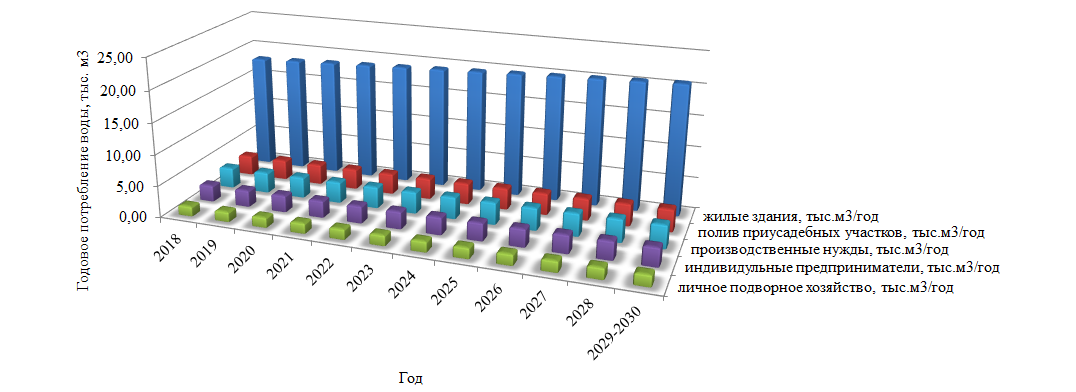 Годовое потребление воды, тыс. м3
25,00
20,00
15,00
10,00
5,00
0,00
2018
2019
2020
2021
2022
2023
2024
2025
2026
2027
2028
2029-2030
Год
жилые здания, тыс.м3/год
полив приусадебных участков, тыс.м3/год
производственные нужды, тыс.м3/год
индивидульные предприниматели, тыс.м3/год
личное подворное хозяйство, тыс.м3/год